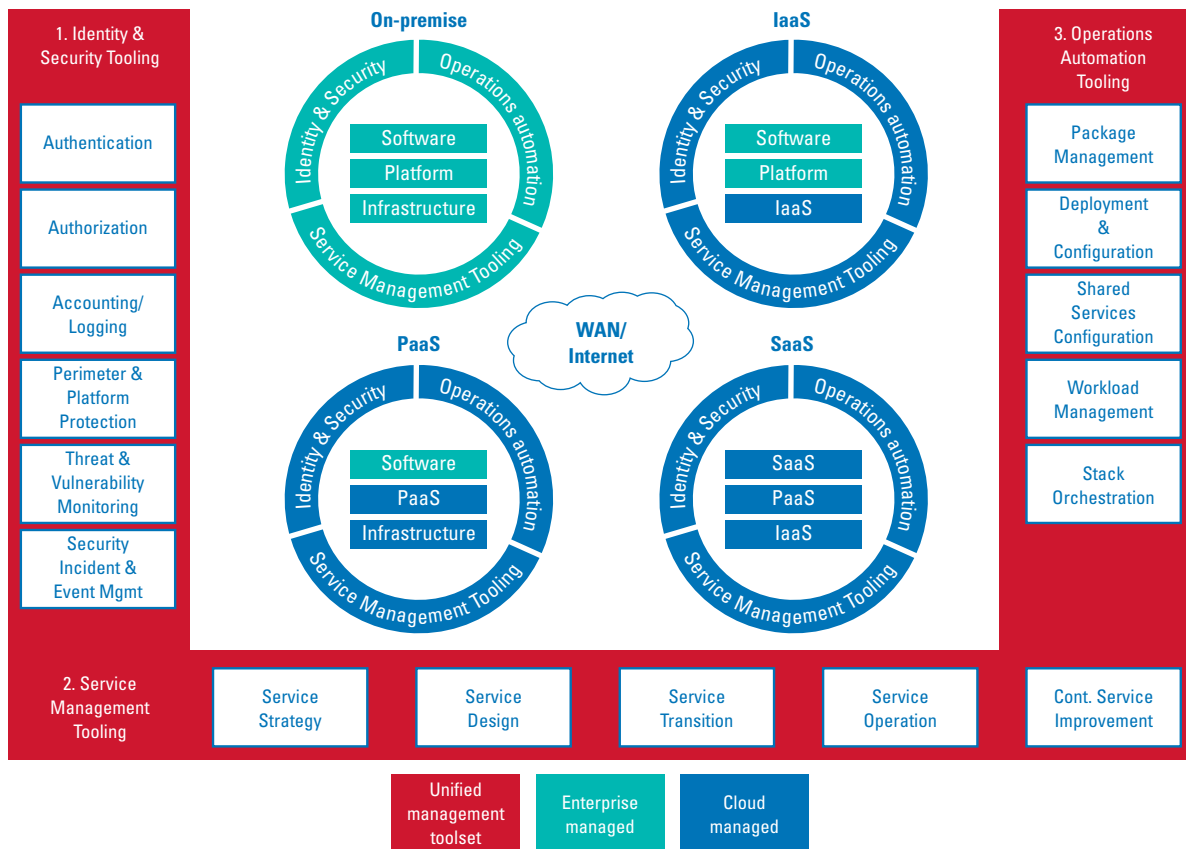 1. Identity &
Security Tooling
Authentication
Authorization
Accounting/
Logging
Perimeter &
Platform
Protection
Threat &
Vulnerability
Monitoring
Security
Incident &
Event Mgmt
On-premise
Identity & Security
Operations automation
Service Management Tooling
Software
Platform
Infrastructure
IaaS
Identity & Security
Operations automation
Service Management Tooling
Software
Platform
IaaS
WAN/
Internet
PaaS
Identity & Security
Operations automation
Service Management Tooling
Software
PaaS
Infrastructure
SaaS
Identity & Security
Operations automation
Service Management Tooling
SaaS
PaaS
IaaS
3. Operations
Automation
Tooling
Package
Management
Deployment
&
Configuration
Shared
Services
Configuration
Workload
Management
Stack
Orchestration
2. Service
Management
Tooling
Service
Strategy
Service
Design
Service
Transition
Service
Operation
Cont. Service
Improvement
Unified
management
toolset
Enterprise
managed
Cloud
managed